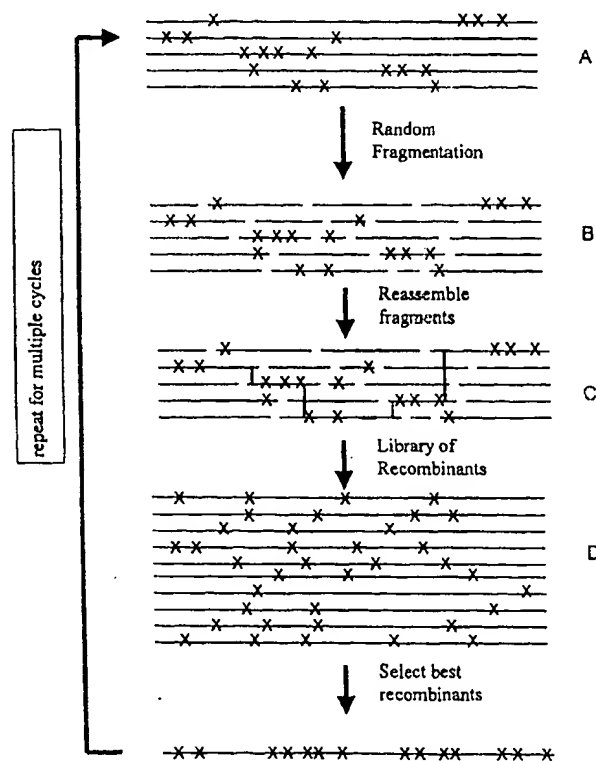 A
Random
Fragmentation
B
Reassemble
fragments
C
Library of
Recombinants
D
Select best
recombinants
repeat for multiple cycles